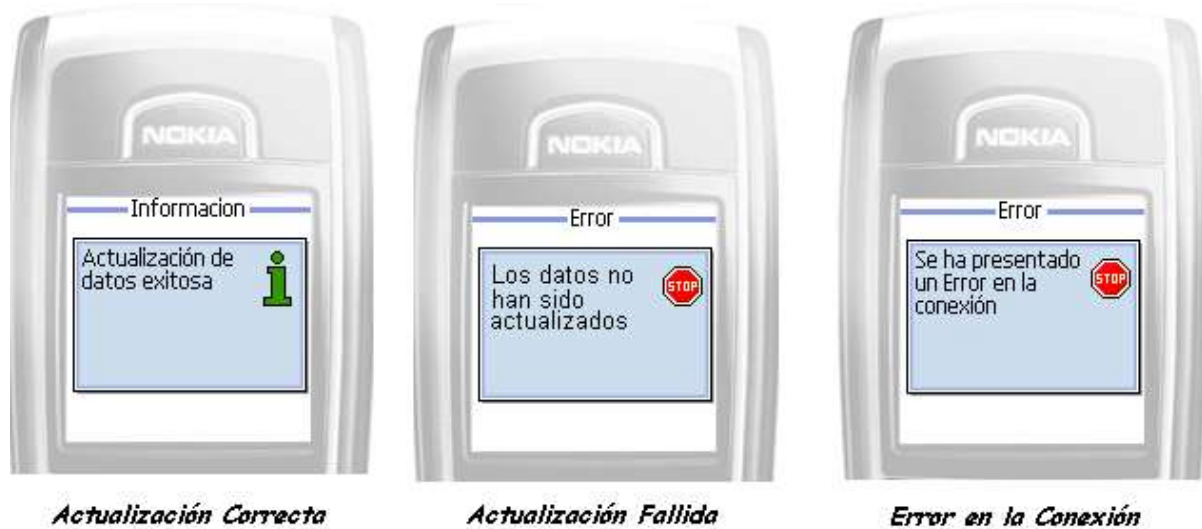 NOKIA
Informacion
Actualización de
datos exitosa
Actualización Correcta
NOKIA
Error
Los datos no
han sido
actualizados
STOP
Actualización Fallida
NOKIA
Error
Se ha presentado
un Error en la
conexión
STOP
Error en la Conexión